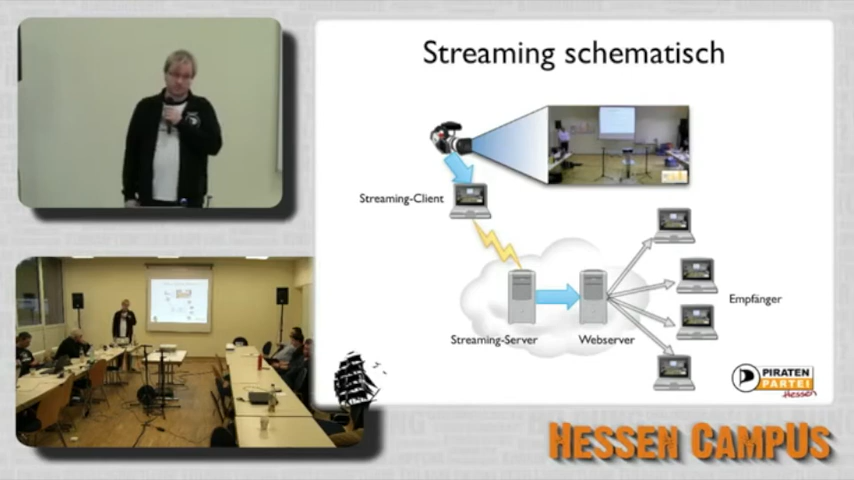 Streaming schematisch
Streaming-Client
Empfänger
Streaming-Server
Webserver
PIRATEN
PARTEI
Hessen
HESSEN CAMPUS